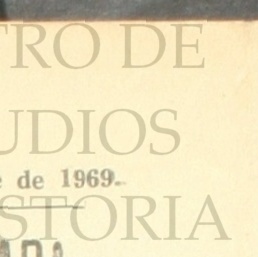 TRO DE
UDIOS
de 1969.-
STORIA